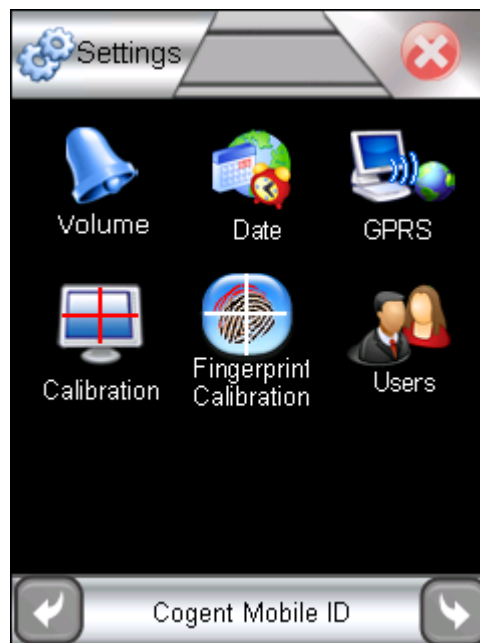 Settings
Volume
Date
GPRS
Calibration
Fingerprint
Calibration
Users
Cogent Mobile ID